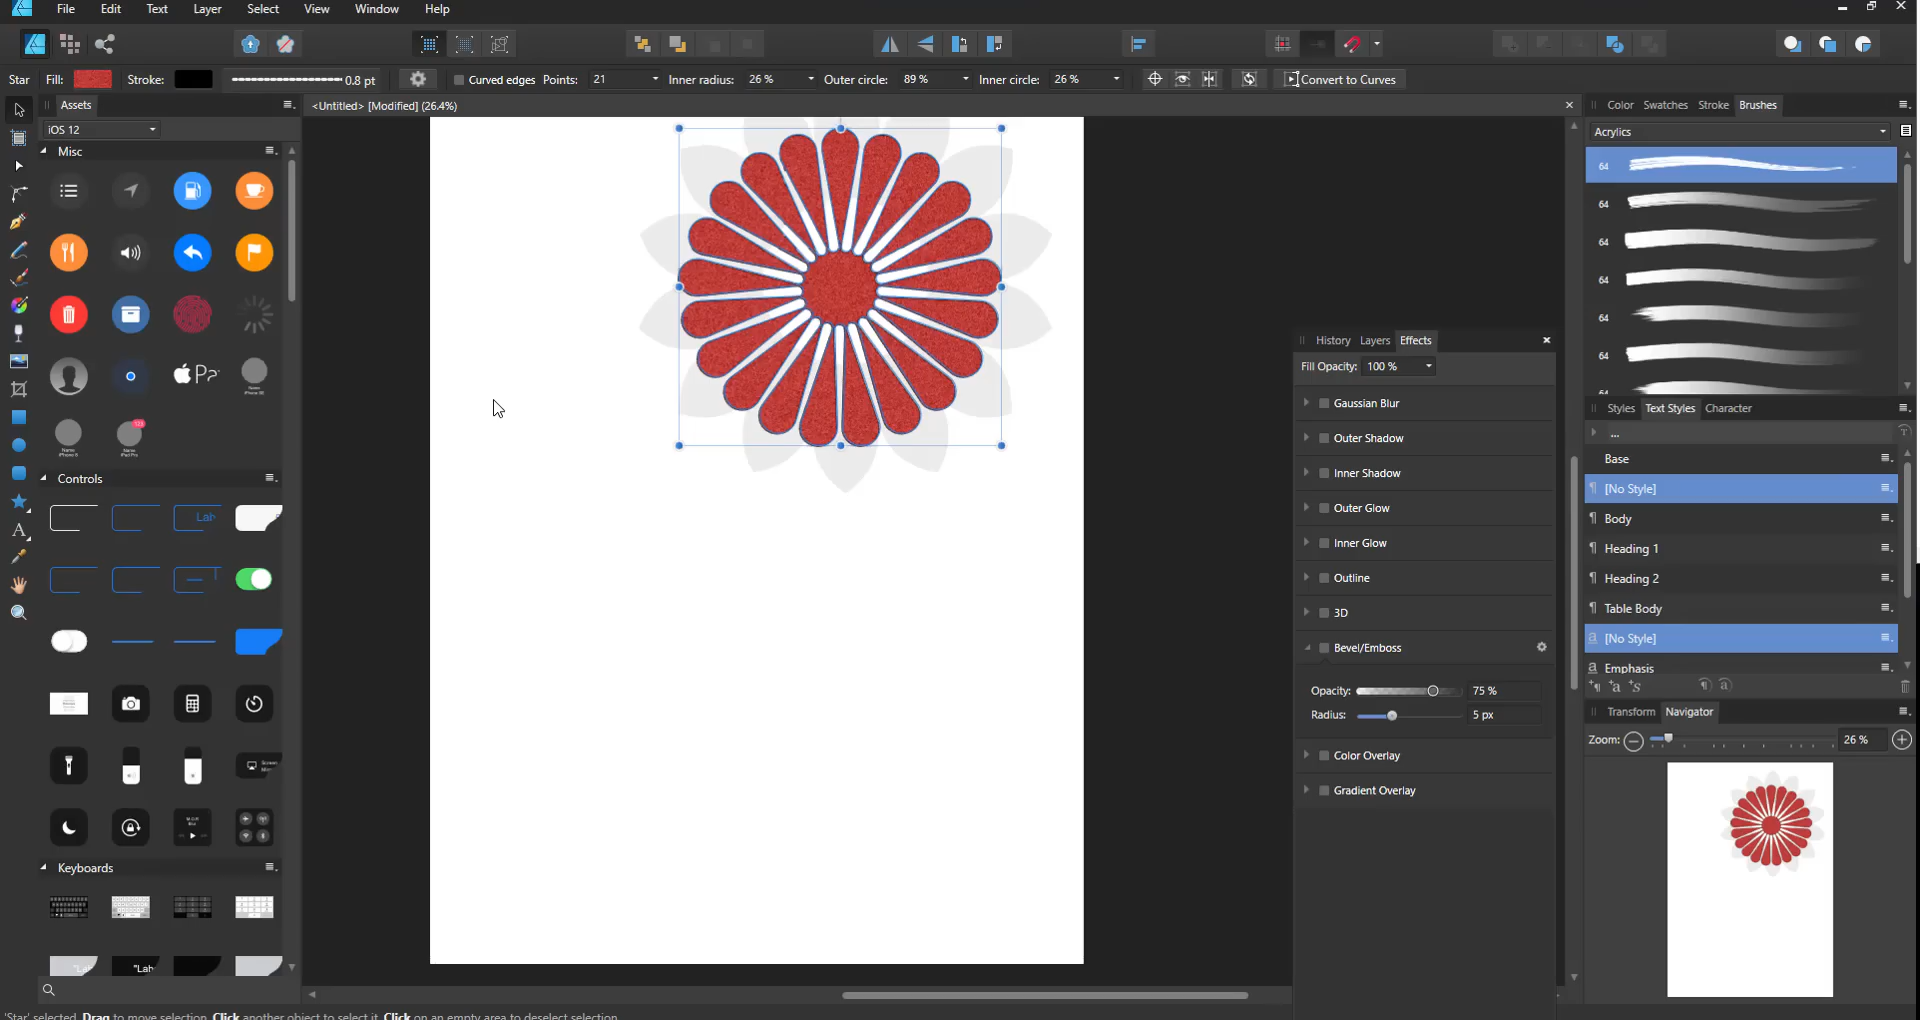 File Edit Text Layer Select View Window Help
Star Fill: Stroke: 0.8 pt Curved edges Points: 21 Inner radius: 26 % Outer circle: 89 % Inner circle: 26 % Convert to Curves
Assets
<Untitled> [Modified] (26.4%)
iOS 12
Misc
Controls
Lab
Keyboards
"Lab
"Lab
History Layers Effects
Fill Opacity: 100 %
Gaussian Blur
Outer Shadow
Inner Shadow
Outer Glow
Inner Glow
Outline
3D
Bevel/Emboss
Opacity: 75 %
Radius: 5 px
Color Overlay
Gradient Overlay
Color Swatches Stroke Brushes
Acrylics
64
64
64
64
64
64
64
Styles Text Styles Character
...
Base
[No Style]
Body
Heading 1
Heading 2
Table Body
[No Style]
Emphasis
Transform Navigator
Zoom: 26 %
'Star' selected. Drag to move selection. Click another object to select it. Click on an empty area to deselect selection.